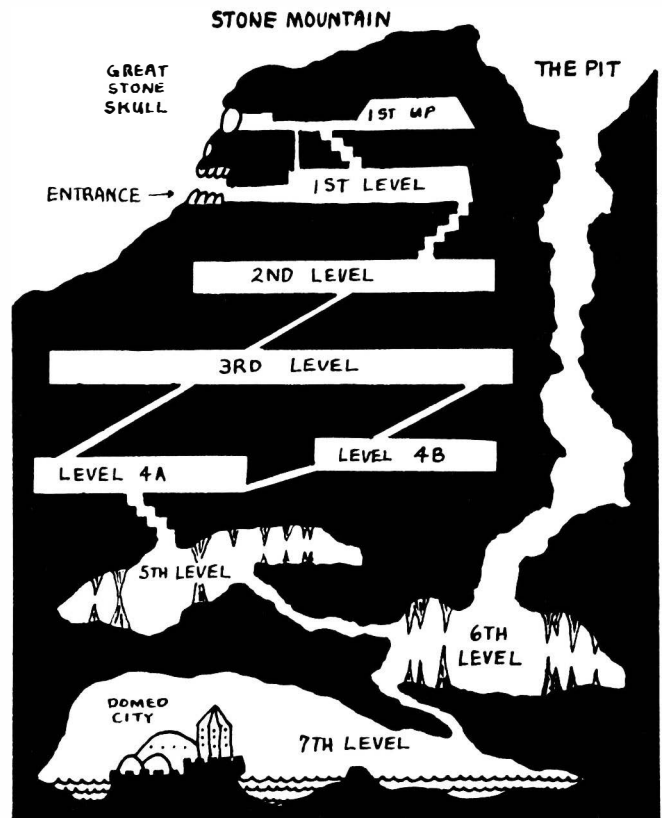 STONE MOUNTAIN
GREAT
STONE
SKULL
THE PIT
1ST UP
ENTRANCE →
1ST LEVEL
2ND LEVEL
3RD LEVEL
LEVEL 4A
LEVEL 4B
5TH LEVEL
6TH
LEVEL
DOMED
CITY
7TH LEVEL